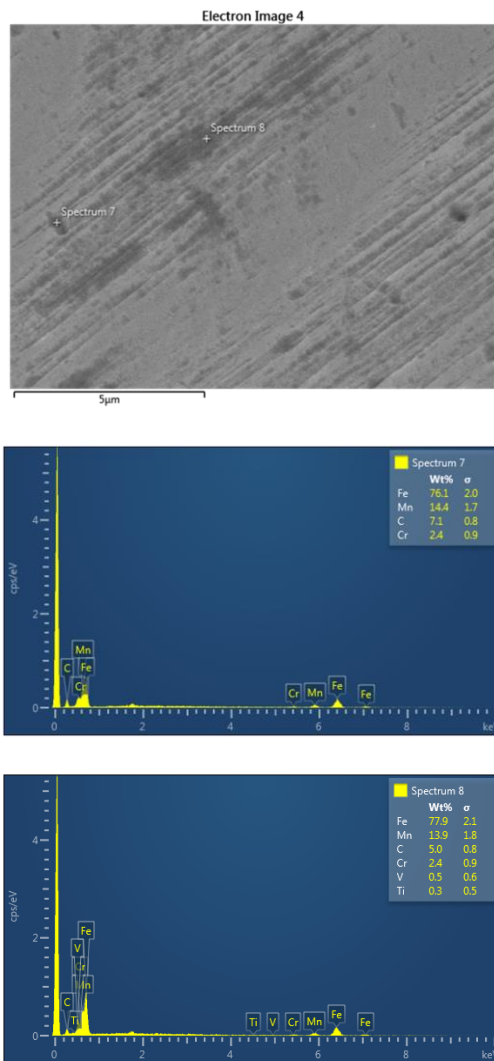 Electron Image 4
Spectrum 8
Spectrum 7
5μm
Spectrum 7
Wt% σ
Fe 76.1 2.0
Mn 14.4 1.7
C 7.1 0.8
Cr 2.4 0.9
4
cps/eV
2
Mn
C Fe
Cr
Cr Mn Fe Fe
0
0 2 4 6 8 ke
Spectrum 8
Wt% σ
Fe 77.9 2.1
Mn 13.9 1.8
C 5.0 0.8
Cr 2.4 0.9
V 0.5 0.6
Ti 0.3 0.5
4
cps/eV
2
Fe
V
Cr
C Mn
Ti
Ti V Cr Mn Fe Fe
0
0 2 4 6 8 ke